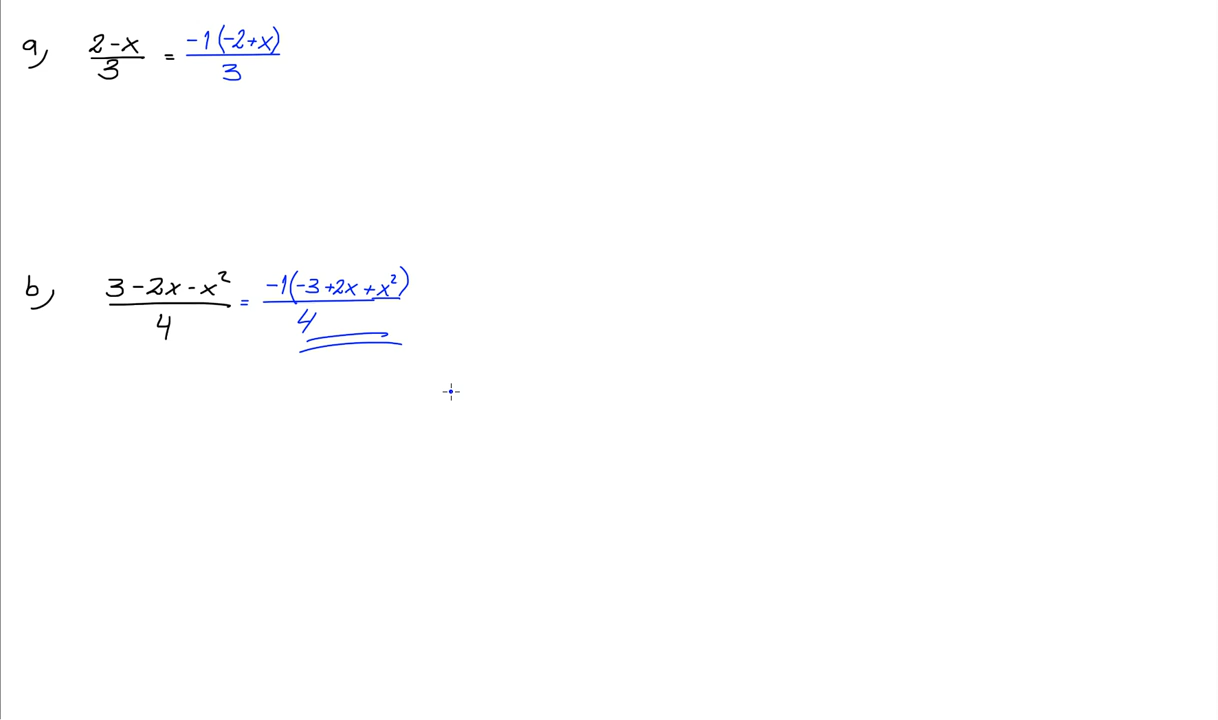 a) 2-x/3 = -1(-2+x)/3
b) 3-2x-x²/4 = -1(-3+2x+x²)/4